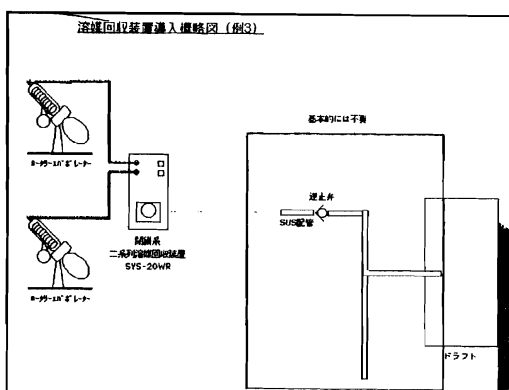 溶媒回収装置導入概略図 (例3)
基本的には不要
ロータリーエバポレーター
逆止弁
SUS配管
閉鎖系
二系列溶媒回収装置
SYS-20WR
ロータリーエバポレーター
ドラフト